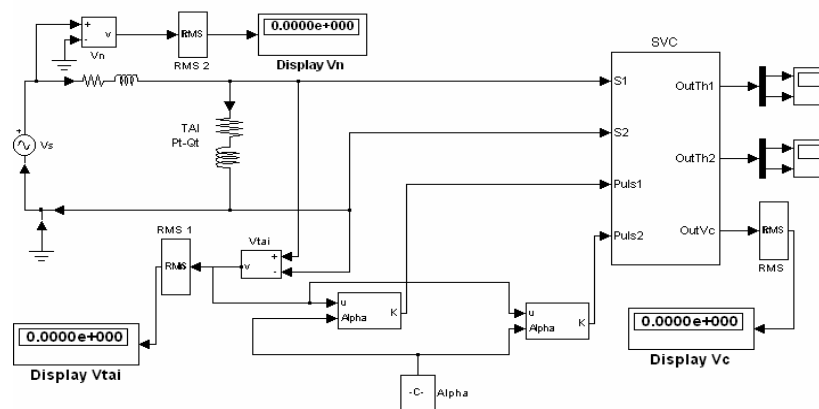 SVC
+
-
v
Vn
RMS
RMS 2
0.0000e+000
Display Vn
S1
OutTh1
TAI
Pt-Qt
+
Vs
S2
OutTh2
Puls1
RMS 1
RMS
Vtai
+
-
v
Puls2
OutVc
RMS
RMS
u
Alpha
K
u
Alpha
K
0.0000e+000
Display Vtai
0.0000e+000
Display Vc
-C-
Alpha